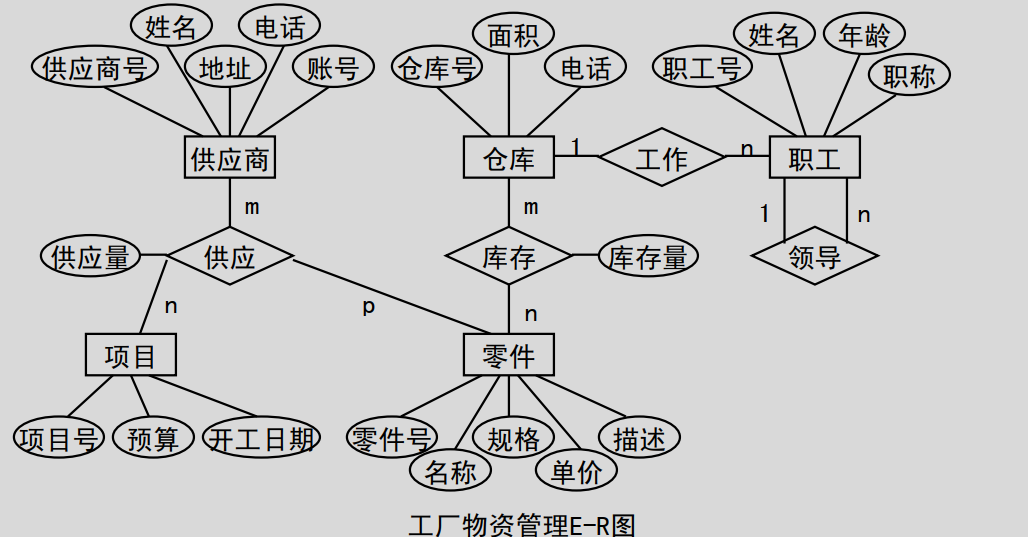 姓名
电话
面积
姓名
年龄
供应商号
地址
账号
仓库号
电话
职工号
职称
供应商
仓库
1
工作
n
职工
m
m
1
n
供应量
供应
库存
库存量
领导
n
p
n
项目
零件
项目号
预算
开工日期
零件号
规格
描述
名称
单价
工厂物资管理E-R图